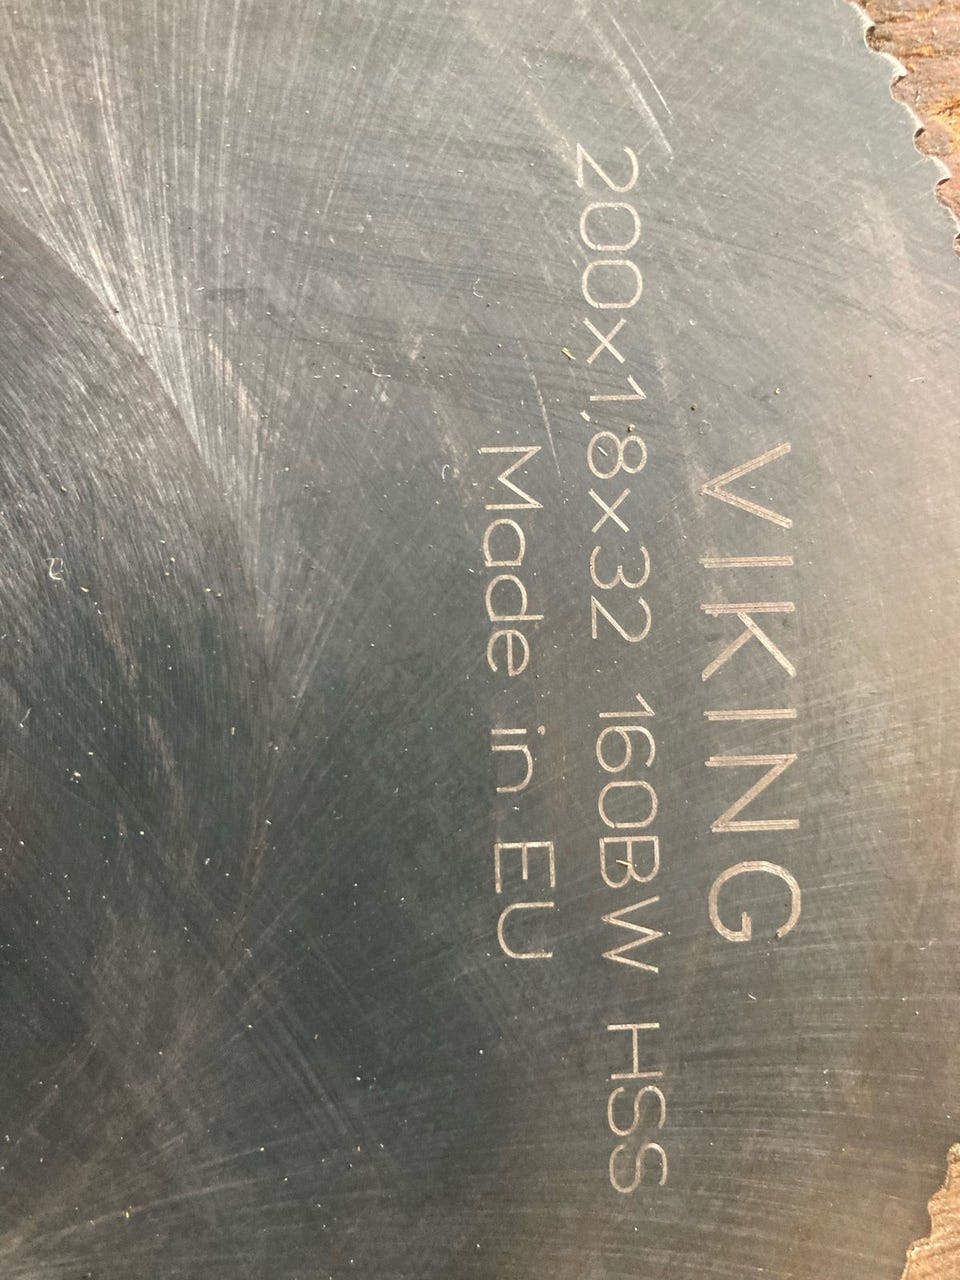 VIKING
200x1,8x32 160BW HSS
Made in EU